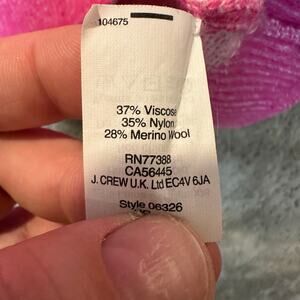 104675
37% Viscose
35% Nylon
28% Merino Wool
RN77388
CA56445
J. CREW U.K. Ltd EC4V 6JA
Style 06326